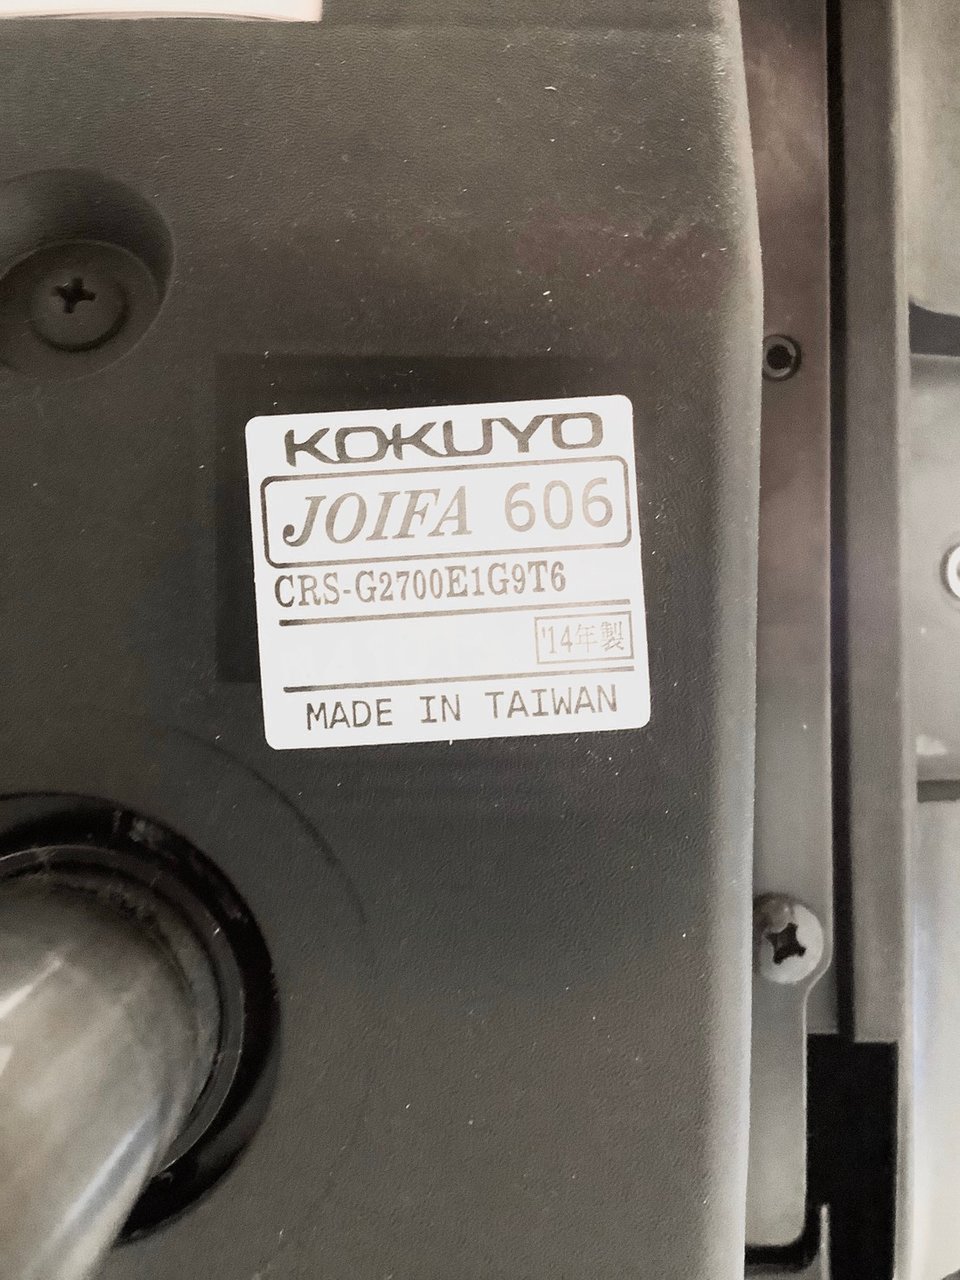 KOKUYO
JOIFA 606
CRS-G2700E1G9T6
'14年製
MADE IN TAIWAN